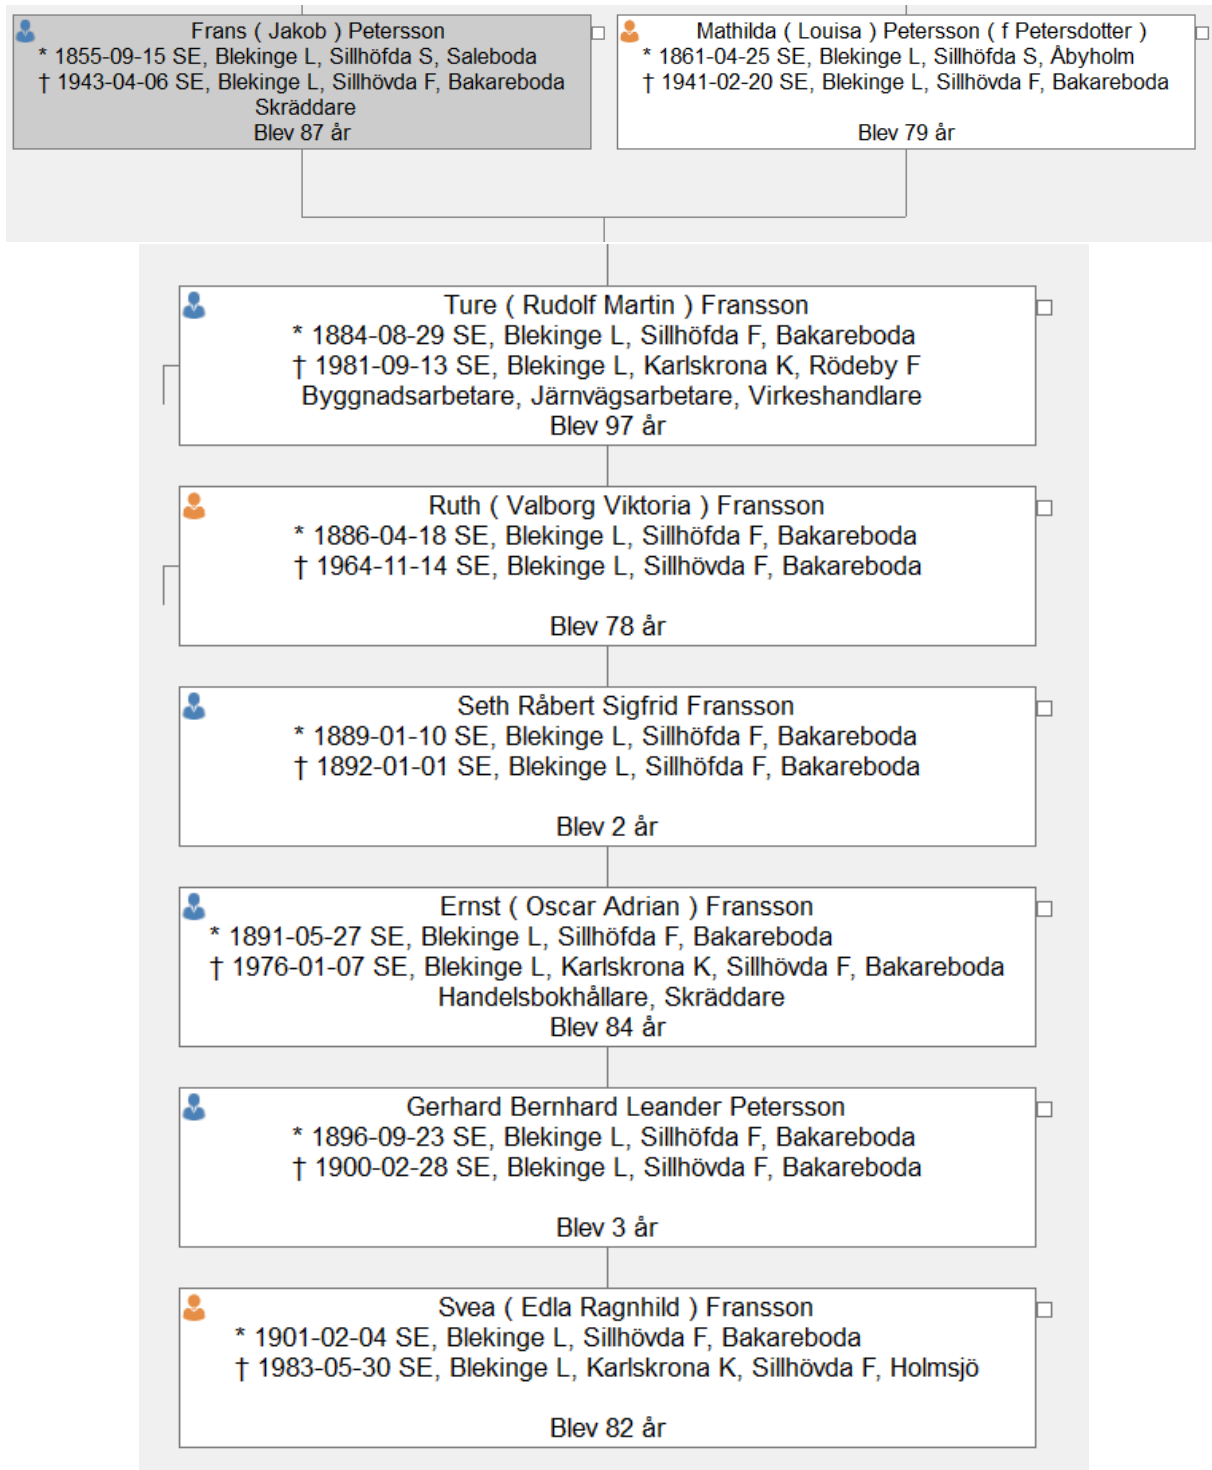 Frans ( Jakob ) Petersson
* 1855-09-15 SE, Blekinge L, Sillhöfda S, Saleboda
† 1943-04-06 SE, Blekinge L, Sillhövda F, Bakareboda
Skräddare
Blev 87 år
Mathilda ( Louisa ) Petersson ( f Petersdotter )
* 1861-04-25 SE, Blekinge L, Sillhöfda S, Åbyholm
† 1941-02-20 SE, Blekinge L, Sillhövda F, Bakareboda
Blev 79 år
Ture ( Rudolf Martin ) Fransson
* 1884-08-29 SE, Blekinge L, Sillhöfda F, Bakareboda
† 1981-09-13 SE, Blekinge L, Karlskrona K, Rödeby F
Byggnadsarbetare, Järnvägsarbetare, Virkeshandlare
Blev 97 år
Ruth ( Valborg Viktoria ) Fransson
* 1886-04-18 SE, Blekinge L, Sillhöfda F, Bakareboda
† 1964-11-14 SE, Blekinge L, Sillhövda F, Bakareboda
Blev 78 år
Seth Råbert Sigfrid Fransson
* 1889-01-10 SE, Blekinge L, Sillhöfda F, Bakareboda
† 1892-01-01 SE, Blekinge L, Sillhöfda F, Bakareboda
Blev 2 år
Ernst ( Oscar Adrian ) Fransson
* 1891-05-27 SE, Blekinge L, Sillhöfda F, Bakareboda
† 1976-01-07 SE, Blekinge L, Karlskrona K, Sillhövda F, Bakareboda
Handelsbokhållare, Skräddare
Blev 84 år
Gerhard Bernhard Leander Petersson
* 1896-09-23 SE, Blekinge L, Sillhöfda F, Bakareboda
† 1900-02-28 SE, Blekinge L, Sillhövda F, Bakareboda
Blev 3 år
Svea ( Edla Ragnhild ) Fransson
* 1901-02-04 SE, Blekinge L, Sillhövda F, Bakareboda
† 1983-05-30 SE, Blekinge L, Karlskrona K, Sillhövda F, Holmsjö
Blev 82 år